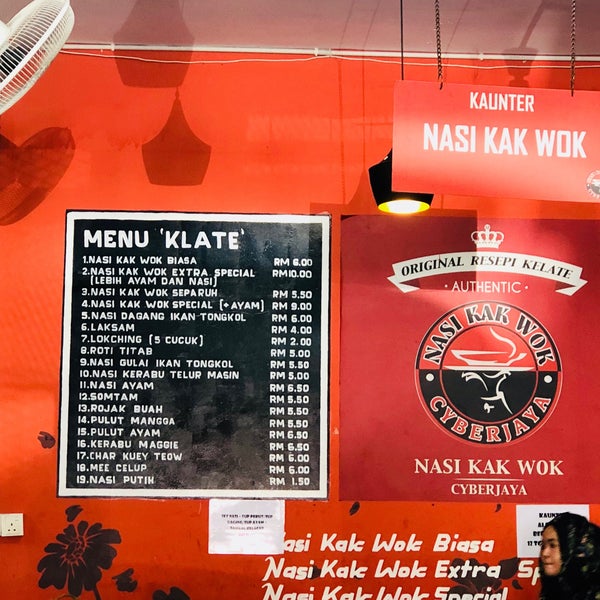 KAUNTER
NASI KAK WOK
MENU 'KLATE'
1.NASI KAK WOK BIASA RM 6.00
2.NASI KAK WOK EXTRA SPECIAL RM10.00
(LEBIH AYAM DAN NASI)
3.NASI KAK WOK SEPARUH RM 5.50
4.NASI KAK WOK SPECIAL (+AYAM) RM 9.00
5.NASI DAGANG IKAN TONGKOL RM 6.00
6.LAKSAM RM 4.00
7.LOKCHING (5 CUCUK) RM 2.00
8.ROTI TITAB RM 5.00
9.NASI GULAI IKAN TONGKOL RM 5.50
10.NASI KERABU TELUR MASIN RM 5.00
11.NASI AYAM RM 6.50
12.SOMTAM RM 5.50
13.ROJAK BUAH RM 5.50
14.PULUT MANGGA RM 5.50
15.PULUT AYAM RM 6.50
16.KERABU MAGGIE RM 6.50
17.CHAR KUEY TEOW RM 6.00
18.MEE CELUP RM 6.00
19.NASI PUTIH RM 1.50
ORIGINAL RESEPI KELATE
· AUTHENTIC ·
NASI KAK WOK
CYBERJAYA
NASI KAK WOK
CYBERJAYA
Nasi Kak Wok Biasa
Nasi Kak Wok Extra Sp
Nasi Kak Wok Special